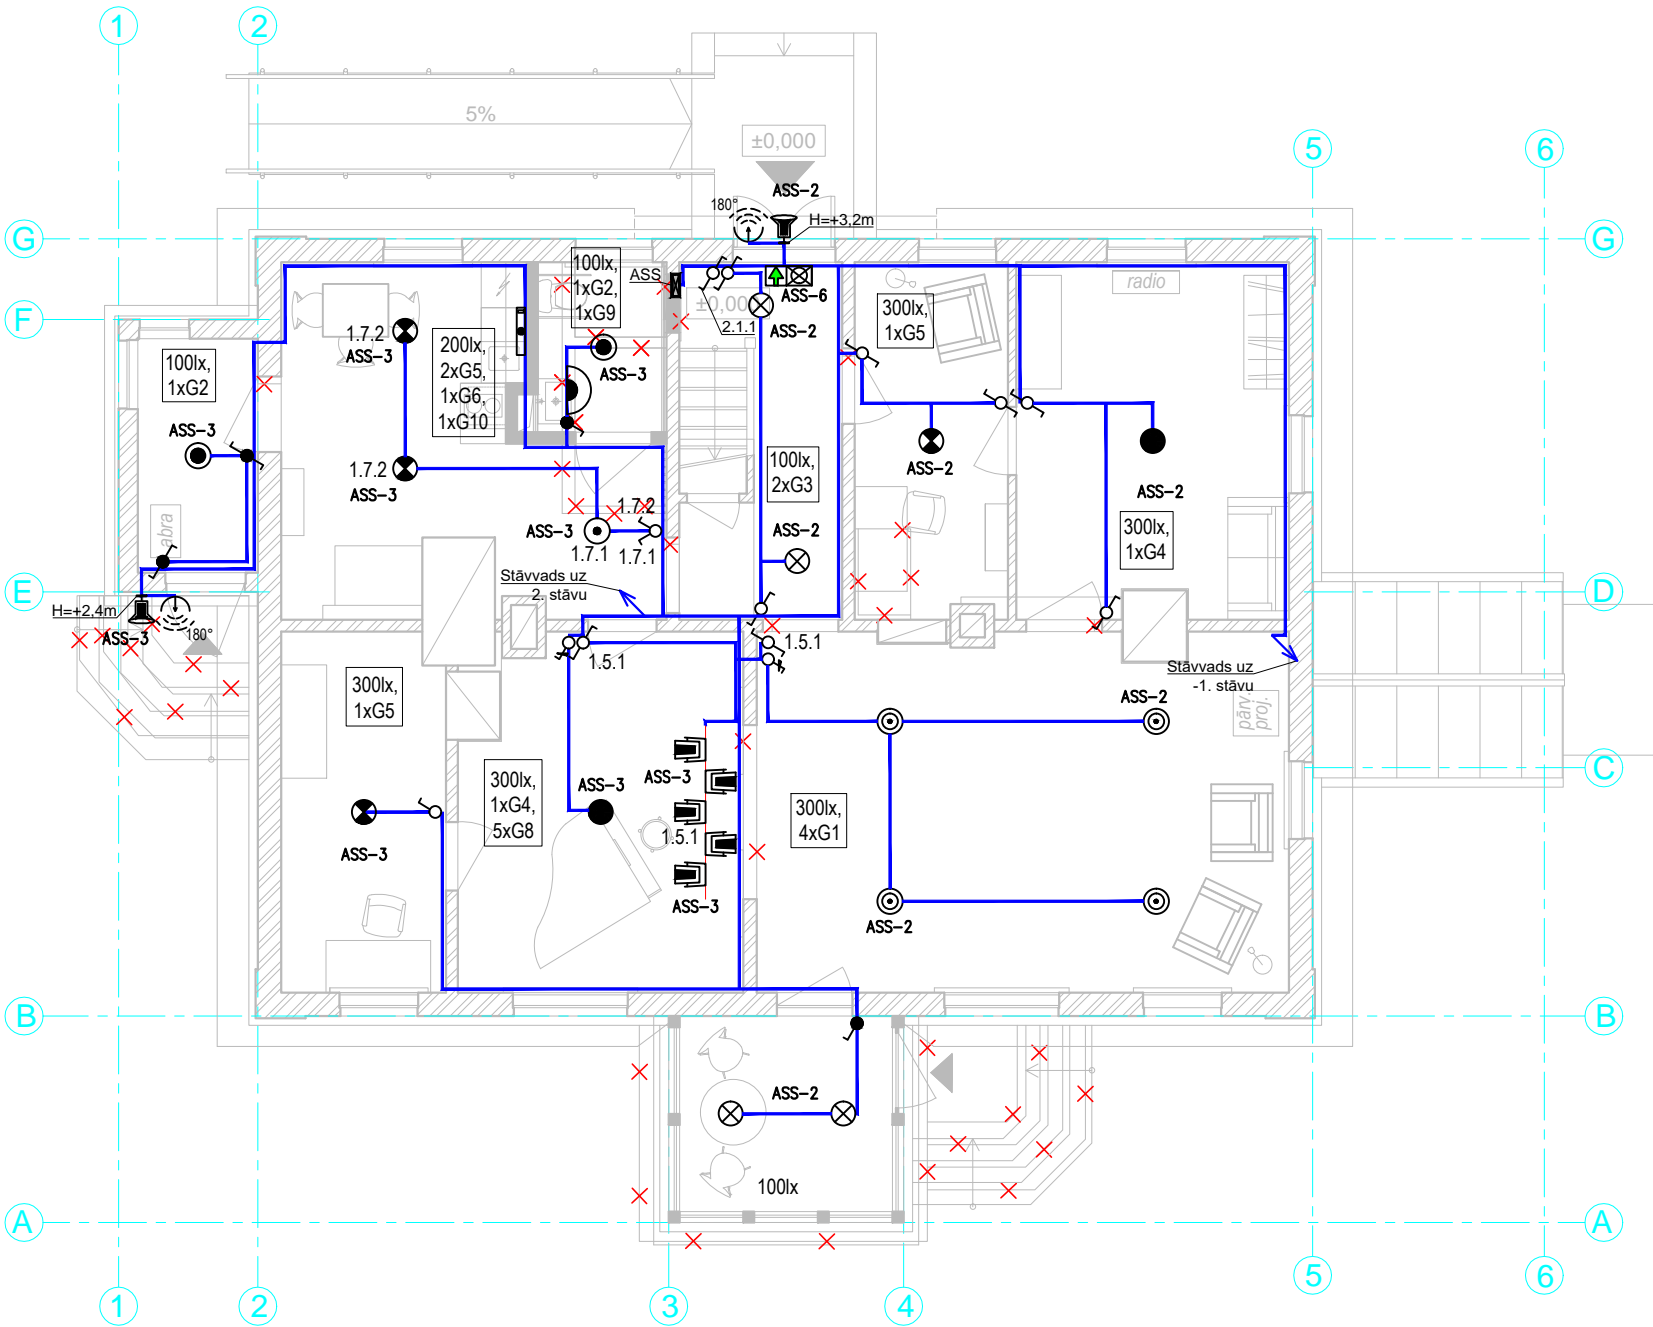 1
2
5%
±0,000
5
6
ASS-2
180°
H=+3,2m
G
G
100lx,
1xG2,
1xG9
ASS
±0,00
ASS-6
radio
F
1.7.2
ASS-3
200lx,
2xG5,
1xG6,
1xG10
2.1.1
ASS-2
300lx,
1xG5
100lx,
1xG2
ASS-3
ASS-3
1.7.2
ASS-3
100lx,
2xG3
ASS-2
ASS-2
abra
1.7.2
ASS-3
1.7.1
1.7.1
ASS-2
300lx,
1xG4
E
Stāvvads uz
2. stāvu
D
H=+2,4m
ASS-3
180°
1.5.1
1.5.1
Stāvvads uz
-1. stāvu
300lx,
1xG5
ASS-2
pārv.
proj.
300lx,
1xG4,
5xG8
ASS-3
ASS-3
C
300lx,
4xG1
1.5.1
ASS-3
ASS-3
ASS-2
B
B
ASS-2
100lx
A
A
1
2
3
4
5
6